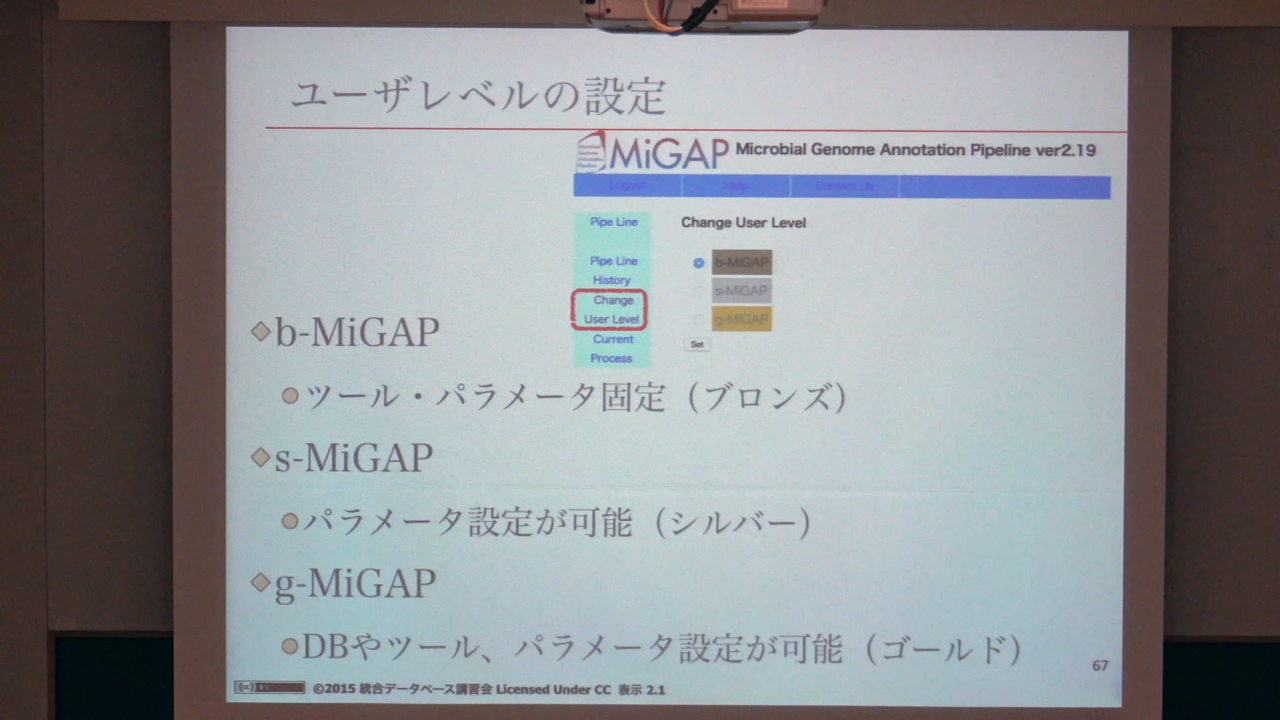 ユーザレベルの設定
Microbial
Genome
Annotation
Pipeline
MiGAP Microbial Genome Annotation Pipeline ver2.19
Logout Help Contact Us
Pipe Line
Change User Level
Pipe Line
History
Change
User Level
Current
Process
b-MiGAP
s-MiGAP
g-MiGAP
Set
b-MiGAP
ツール・パラメータ固定（ブロンズ）
s-MiGAP
パラメータ設定が可能（シルバー）
g-MiGAP
DBやツール、パラメータ設定が可能（ゴールド）
67
©2015 統合データベース講習会 Licensed Under CC 表示 2.1